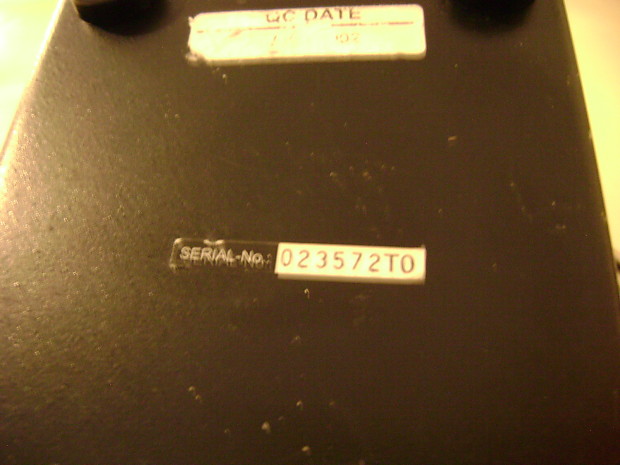 QC DATE
SERIAL-No.: 023572T0